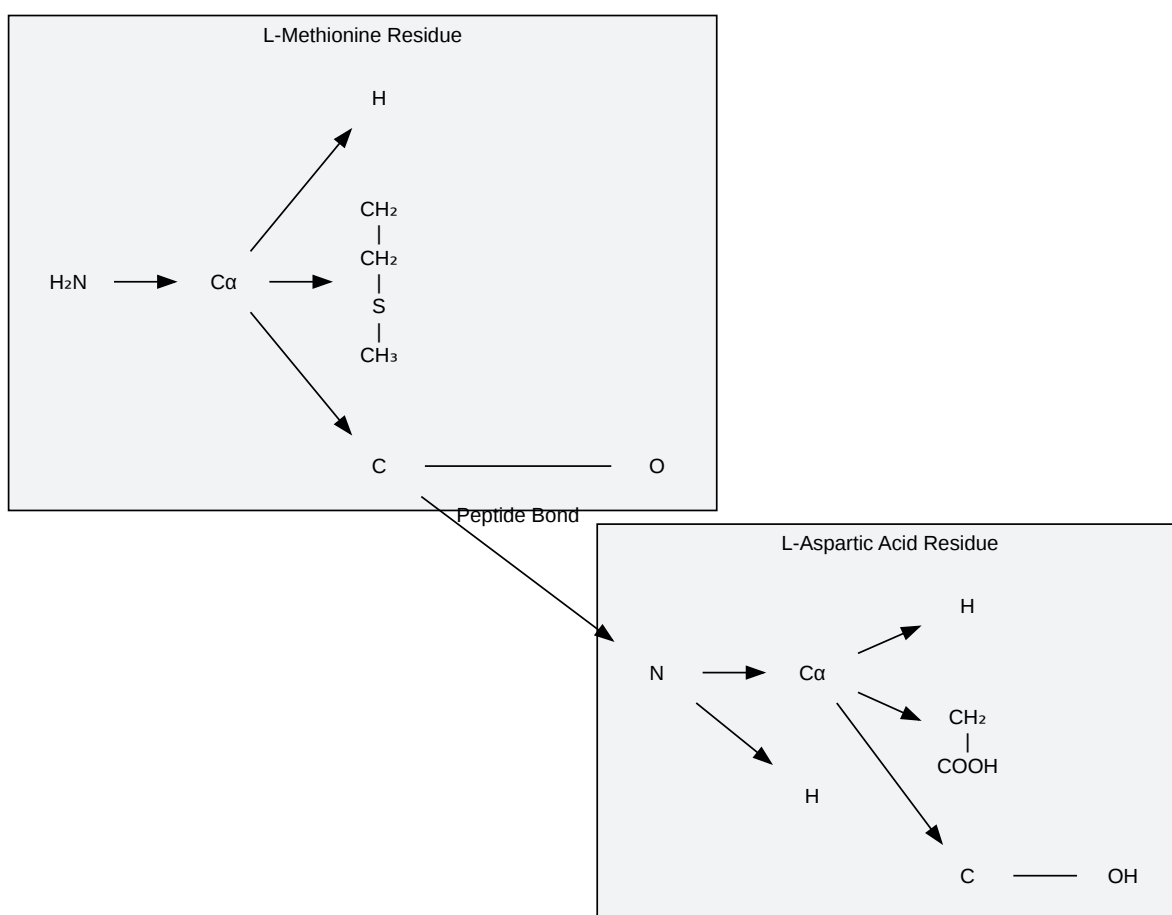 L-Methionine Residue
H
CH₂
|
CH₂
|
S
|
CH₃
H₂N
Cα
C
O
Peptide Bond
L-Aspartic Acid Residue
H
N
Cα
CH₂
|
COOH
H
C
OH